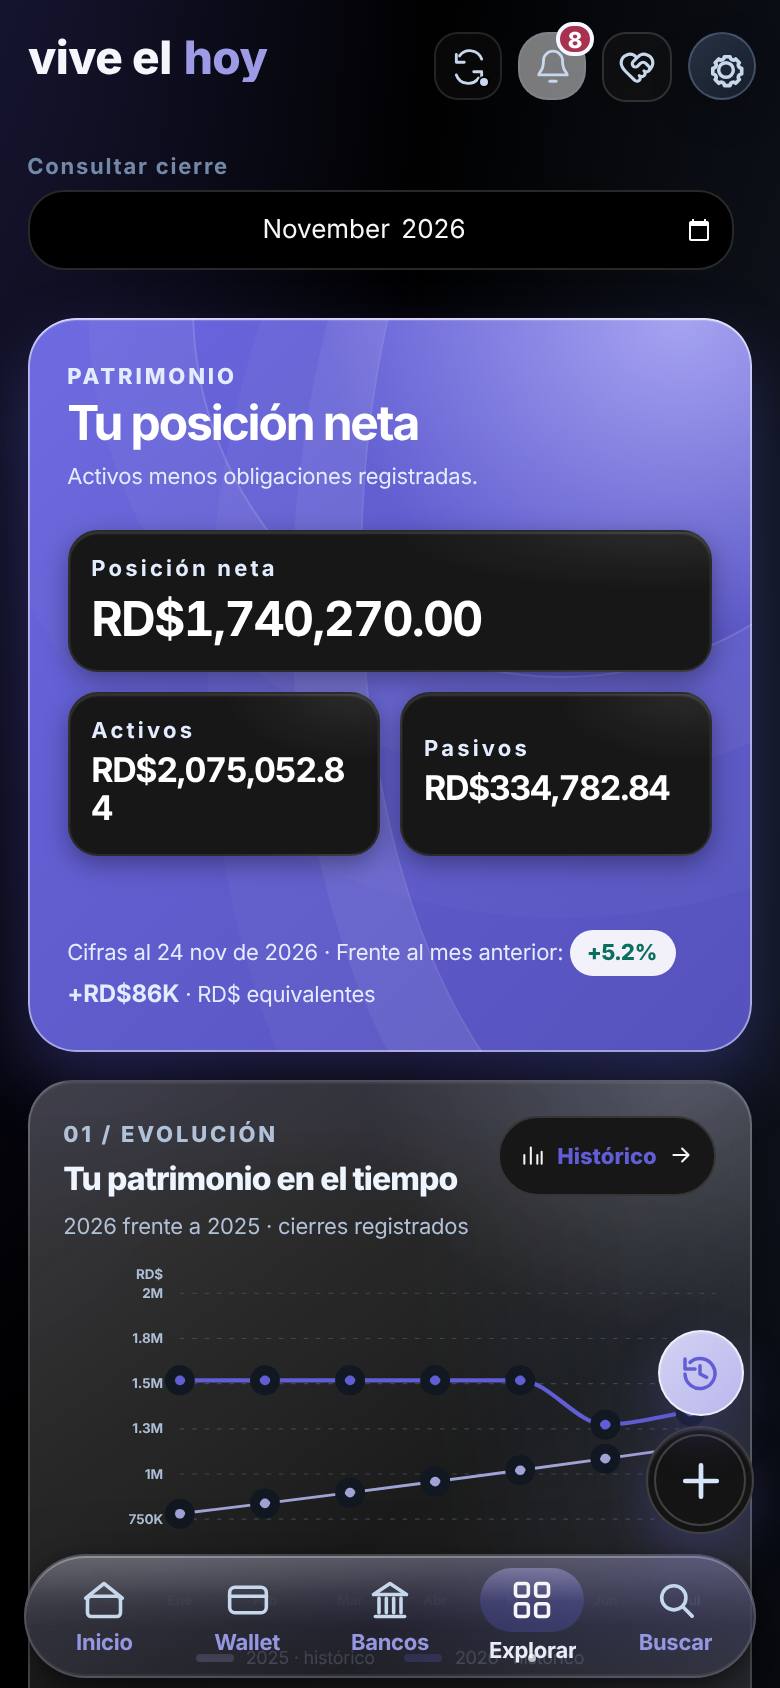 vive el hoy
8
Consultar cierre
November 2026
PATRIMONIO
Tu posición neta
Activos menos obligaciones registradas.
Posición neta
RD$1,740,270.00
Activos
RD$2,075,052.8
4
Pasivos
RD$334,782.84
Cifras al 24 nov de 2026 · Frente al mes anterior: +5.2%
+RD$86K · RD$ equivalentes
01 / EVOLUCIÓN
Histórico →
Tu patrimonio en el tiempo
2026 frente a 2025 · cierres registrados
RD$
2M
1.8M
1.5M
1.3M
1M
750K
Ene
Mar
Abr
Jun
Inicio
Wallet
Bancos
Explorar
Buscar
2025 · histórico